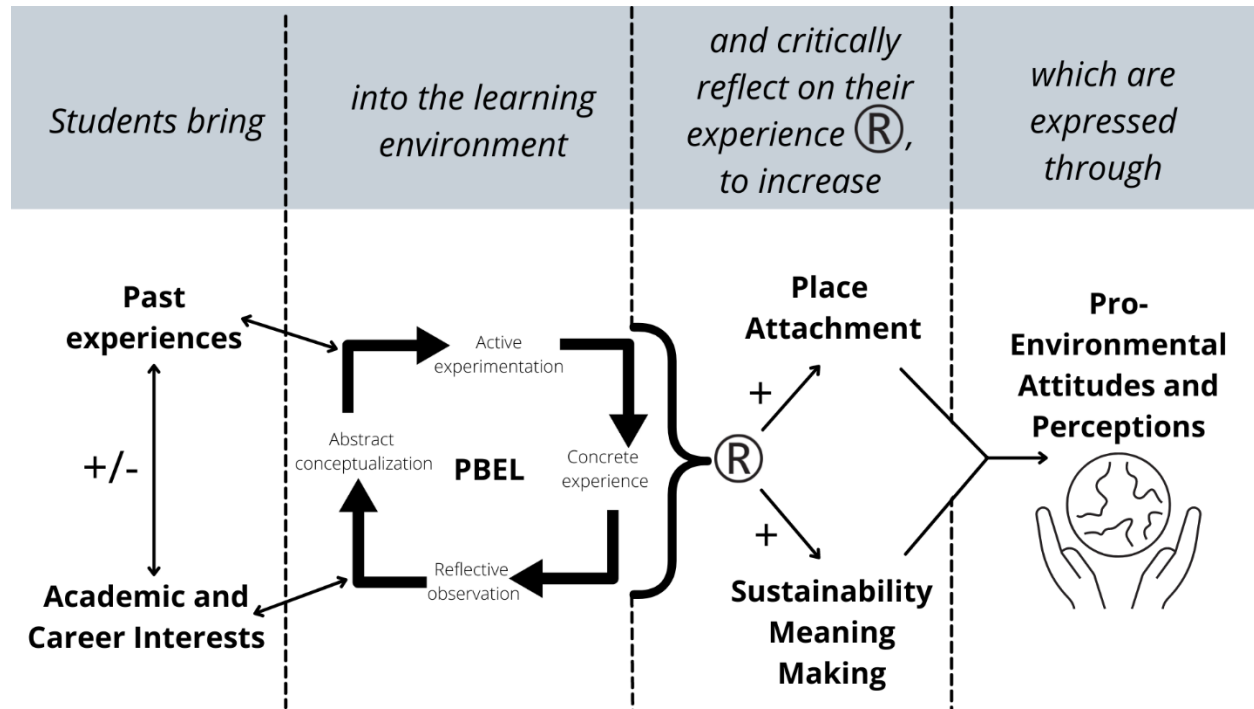 Students bring
into the learning
environment
and critically
reflect on their
experience Ⓡ,
to increase
which are
expressed
through
Past
experiences
+/-
Academic and
Career Interests
Active
experimentation
Abstract
conceptualization
PBEL
Concrete
experience
Reflective
observation
Ⓡ
+
+
Place
Attachment
Sustainability
Meaning
Making
Pro-
Environmental
Attitudes and
Perceptions